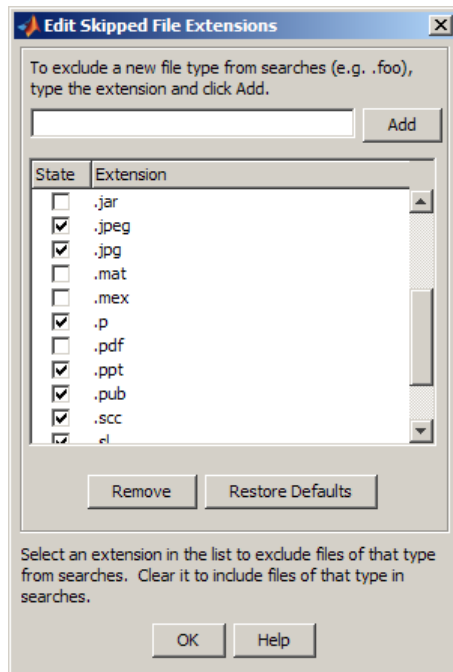 Edit Skipped File Extensions
To exclude a new file type from searches (e.g. .foo),
type the extension and click Add.
Add
State Extension
.jar
.jpeg
.jpg
.mat
.mex
.p
.pdf
.ppt
.pub
.scc
.sl
Remove Restore Defaults
Select an extension in the list to exclude files of that type
from searches. Clear it to include files of that type in
searches.
OK Help